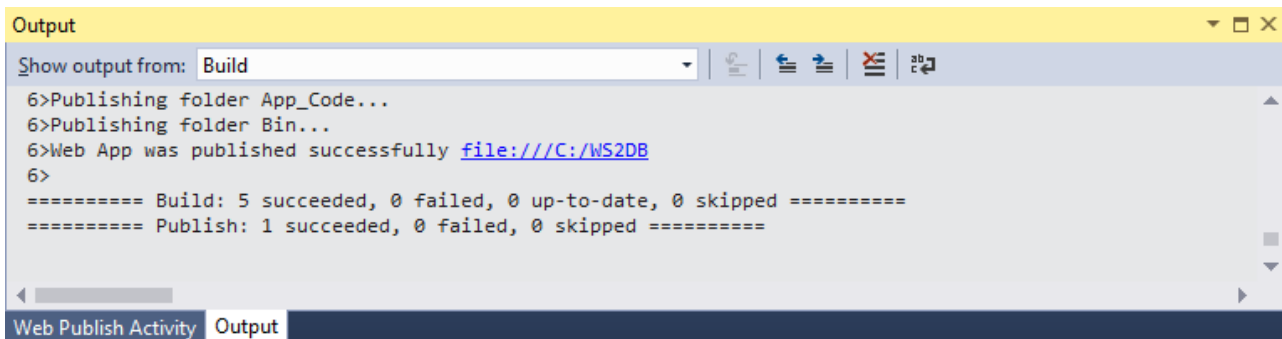 Output
Show output from: Build
6>Publishing folder App_Code...
6>Publishing folder Bin...
6>Web App was published successfully file:///C:/WS2DB
6>
========== Build: 5 succeeded, 0 failed, 0 up-to-date, 0 skipped ==========
========== Publish: 1 succeeded, 0 failed, 0 skipped ==========
Web Publish Activity Output